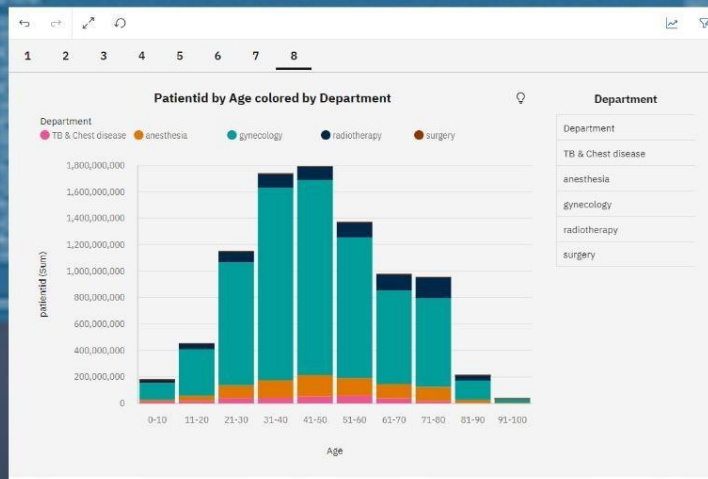 1 2 3 4 5 6 7 8
Patientid by Age colored by Department
Department
TB & Chest disease anesthesia gynecology radiotherapy surgery
1,800,000,000
1,600,000,000
1,400,000,000
1,200,000,000
1,000,000,000
800,000,000
600,000,000
400,000,000
200,000,000
0
patientid (Sum)
0-10 11-20 21-30 31-40 41-50 51-60 61-70 71-80 81-90 91-100
Age
Department
Department
TB & Chest disease
anesthesia
gynecology
radiotherapy
surgery